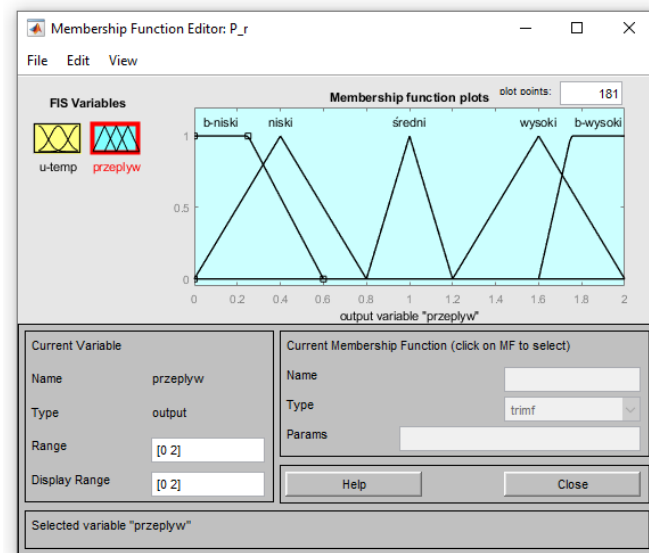 Membership Function Editor: P_r
File Edit View
FIS Variables
u-temp przeplyw
Membership function plots plot points: 181
b-niski niski średni wysoki b-wysoki
1
0.5
0
0 0.2 0.4 0.6 0.8 1 1.2 1.4 1.6 1.8 2
output variable "przeplyw"
Current Variable
Name przeplyw
Type output
Range [0 2]
Display Range [0 2]
Current Membership Function (click on MF to select)
Name
Type trimf
Params
Help Close
Selected variable "przeplyw"